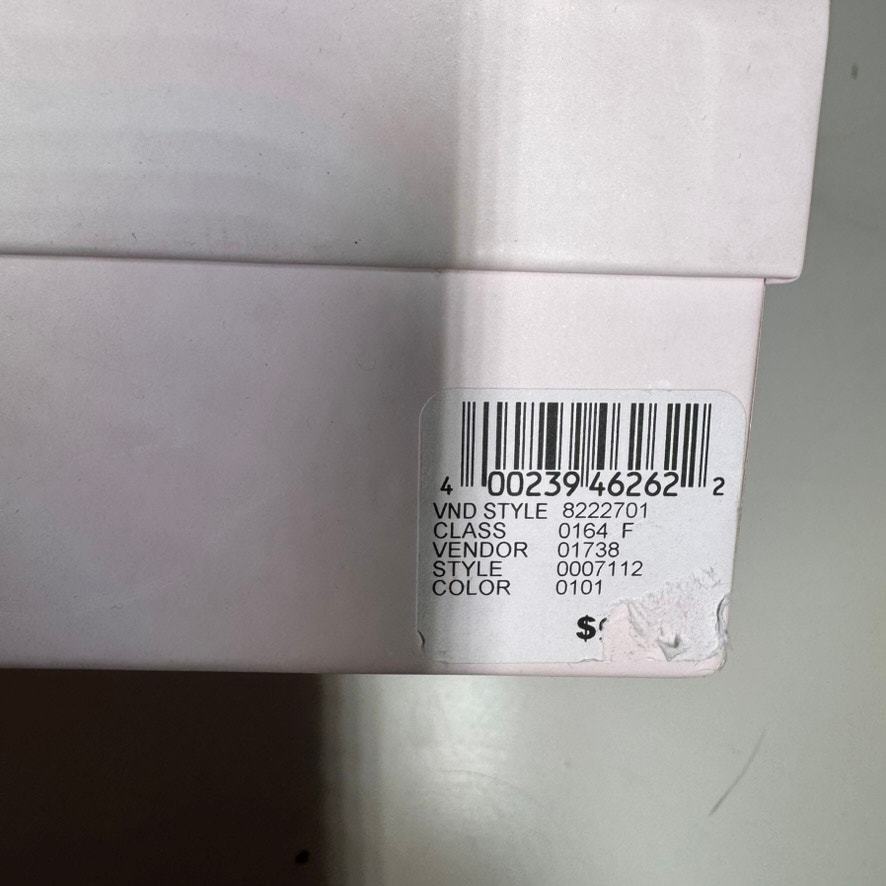 4 00239 46262 2
VND STYLE 8222701
CLASS 0164 F
VENDOR 01738
STYLE 0007112
COLOR 0101
$